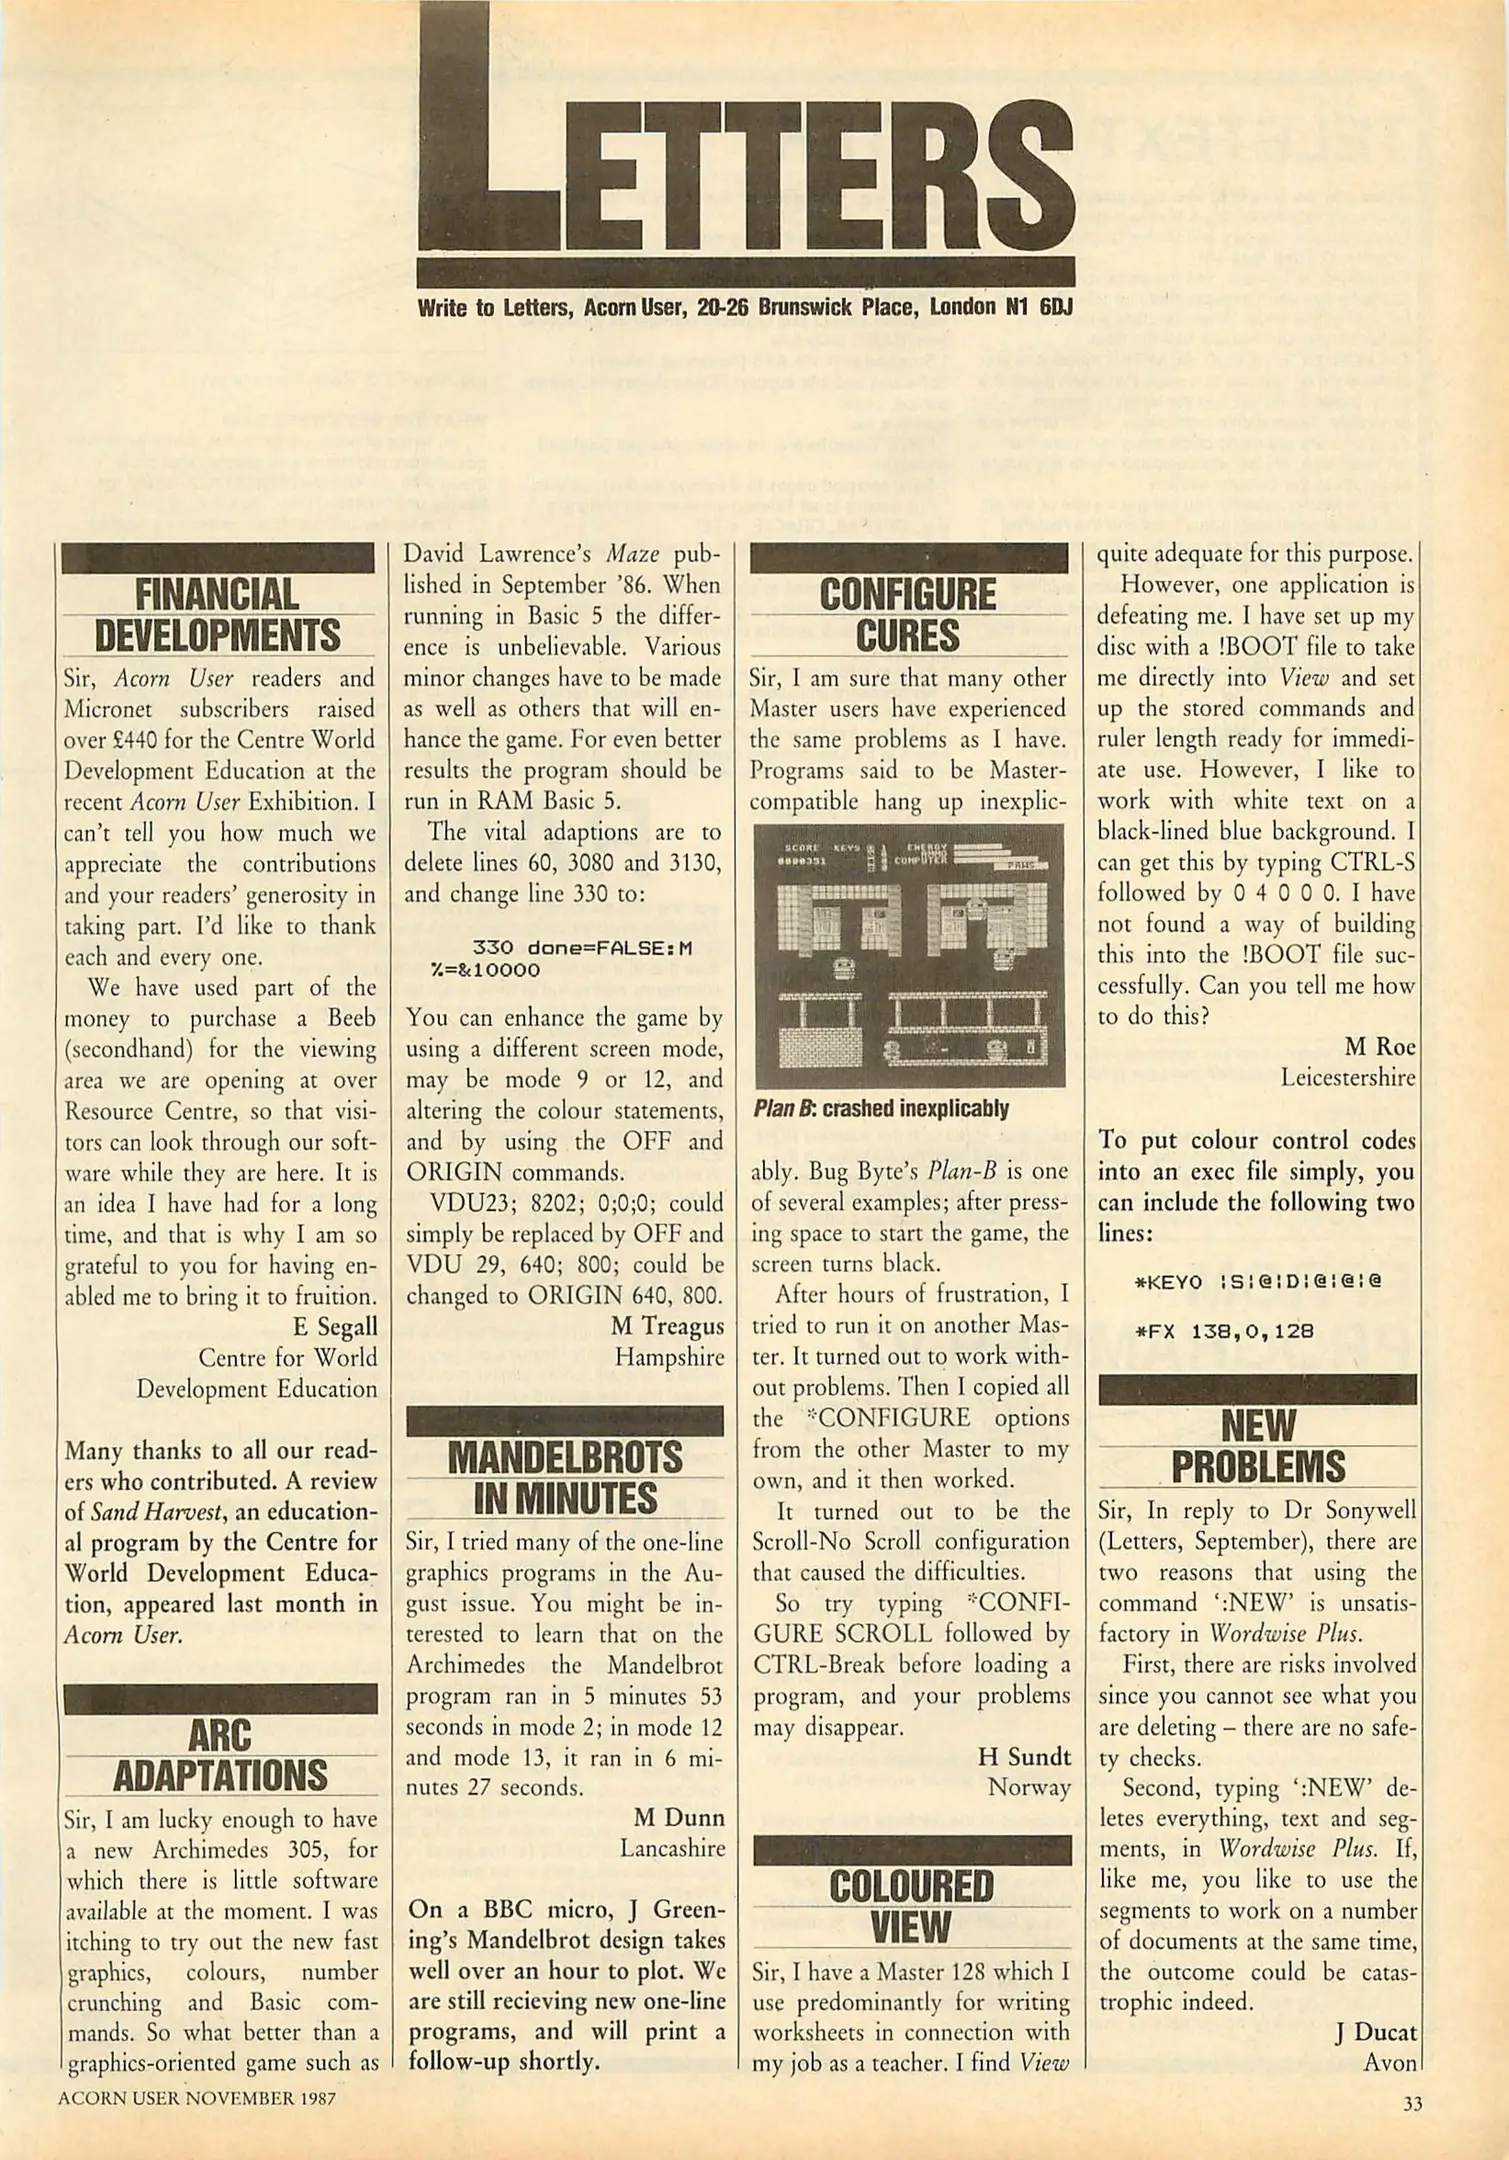 LETTERS
Write to Letters, Acorn User, 20-26 Brunswick Place, London N1 6DJ
FINANCIAL
DEVELOPMENTS
Sir, Acorn User readers and
Micronet subscribers raised
over £440 for the Centre World
Development Education at the
recent Acorn User Exhibition. I
can't tell you how much we
appreciate the contributions
and your readers' generosity in
taking part. I'd like to thank
each and every one.
We have used part of the
money to purchase a Beeb
(secondhand) for the viewing
area we are opening at over
Resource Centre, so that visi-
tors can look through our soft-
ware while they are here. It is
an idea I have had for a long
time, and that is why I am so
grateful to you for having en-
abled me to bring it to fruition.
E Segall
Centre for World
Development Education
Many thanks to all our read-
ers who contributed. A review
of Sand Harvest, an education-
al program by the Centre for
World Development Educa-
tion, appeared last month in
Acorn User.
ARC
ADAPTATIONS
Sir, I am lucky enough to have
a new Archimedes 305, for
which there is little software
available at the moment. I was
itching to try out the new fast
graphics, colours, number
crunching and Basic com-
mands. So what better than a
graphics-oriented game such as
David Lawrence's Maze pub-
lished in September '86. When
running in Basic 5 the differ-
ence is unbelievable. Various
minor changes have to be made
as well as others that will en-
hance the game. For even better
results the program should be
run in RAM Basic 5.
The vital adaptions are to
delete lines 60, 3080 and 3130,
and change line 330 to:
330 done=FALSE:M
%=&10000
You can enhance the game by
using a different screen mode,
may be mode 9 or 12, and
altering the colour statements,
and by using the OFF and
ORIGIN commands.
VDU23; 8202; 0;0;0; could
simply be replaced by OFF and
VDU 29, 640; 800; could be
changed to ORIGIN 640, 800.
M Treagus
Hampshire
MANDELBROTS
IN MINUTES
Sir, I tried many of the one-line
graphics programs in the Au-
gust issue. You might be in-
terested to learn that on the
Archimedes the Mandelbrot
program ran in 5 minutes 53
seconds in mode 2; in mode 12
and mode 13, it ran in 6 mi-
nutes 27 seconds.
M Dunn
Lancashire
On a BBC micro, J Green-
ing's Mandelbrot design takes
well over an hour to plot. We
are still recieving new one-line
programs, and will print a
follow-up shortly.
CONFIGURE
CURES
Sir, I am sure that many other
Master users have experienced
the same problems as I have.
Programs said to be Master-
compatible hang up inexplic-
SCORE KEYS 1 ENERGY
AMMO
0000351 COMPUTER
PAWS
Plan B: crashed inexplicably
ably. Bug Byte's Plan-B is one
of several examples; after press-
ing space to start the game, the
screen turns black.
After hours of frustration, I
tried to run it on another Mas-
ter. It turned out to work with-
out problems. Then I copied all
the *CONFIGURE options
from the other Master to my
own, and it then worked.
It turned out to be the
Scroll-No Scroll configuration
that caused the difficulties.
So try typing *CONFI-
GURE SCROLL followed by
CTRL-Break before loading a
program, and your problems
may disappear.
H Sundt
Norway
COLOURED
VIEW
Sir, I have a Master 128 which I
use predominantly for writing
worksheets in connection with
my job as a teacher. I find View
quite adequate for this purpose.
However, one application is
defeating me. I have set up my
disc with a !BOOT file to take
me directly into View and set
up the stored commands and
ruler length ready for immedi-
ate use. However, I like to
work with white text on a
black-lined blue background. I
can get this by typing CTRL-S
followed by 0 4 0 0 0. I have
not found a way of building
this into the !BOOT file suc-
cessfully. Can you tell me how
to do this?
M Roe
Leicestershire
To put colour control codes
into an exec file simply, you
can include the following two
lines:
*KEY0 ¦S¦@¦D¦@¦@¦@
*FX 138,0,128
NEW
PROBLEMS
Sir, In reply to Dr Sonywell
(Letters, September), there are
two reasons that using the
command ':NEW' is unsatis-
factory in Wordwise Plus.
First, there are risks involved
since you cannot see what you
are deleting – there are no safe-
ty checks.
Second, typing ':NEW' de-
letes everything, text and seg-
ments, in Wordwise Plus. If,
like me, you like to use the
segments to work on a number
of documents at the same time,
the outcome could be catas-
trophic indeed.
J Ducat
Avon
ACORN USER NOVEMBER 1987
33